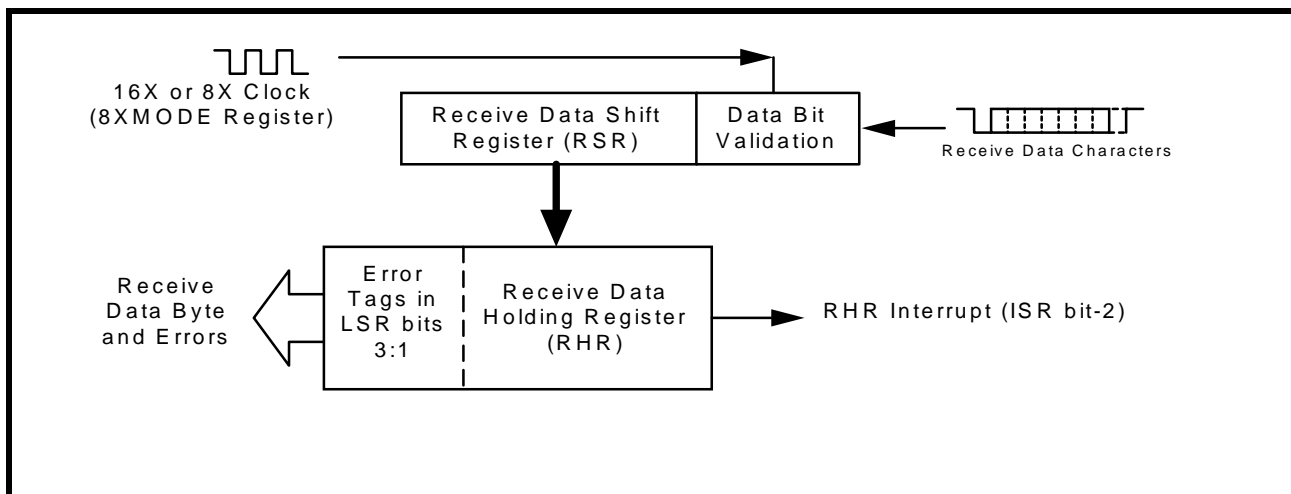 16X or 8X Clock
(8XMODE Register)
Receive Data Shift
Register (RSR)
Data Bit
Validation
Receive Data Characters
Receive
Data Byte
and Errors
Error
Tags in
LSR bits
3:1
Receive Data
Holding Register
(RHR)
RHR Interrupt (ISR bit-2)